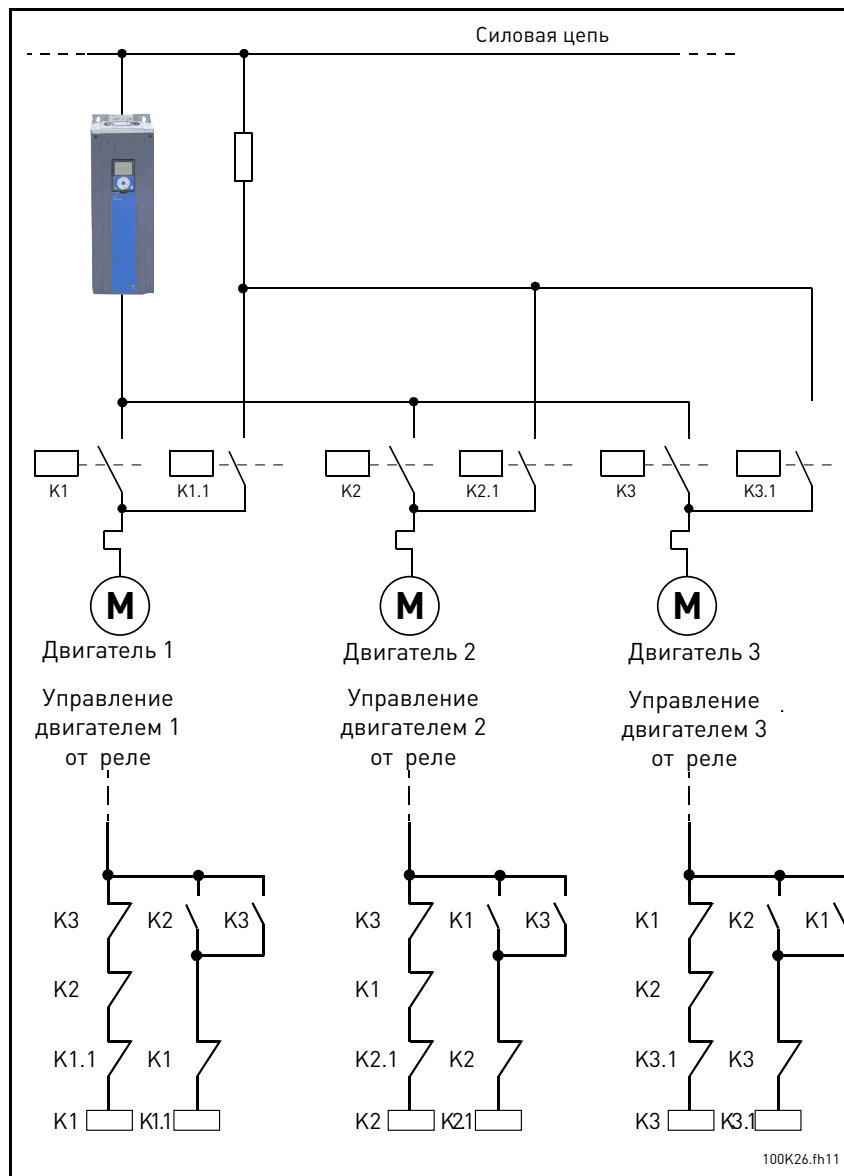 Силовая цепь
K1 K1.1 K2 K2.1 K3 K3.1
M M M
Двигатель 1 Двигатель 2 Двигатель 3
Управление Управление Управление .
двигателем 1 двигателем 2 двигателем 3
от реле от реле от реле
K3 K2 K3 K3 K1 K3 K1 K2 K1
K2 K1 K2
K1.1 K1 K2.1 K2 K3.1 K3
K1 K1.1 K2 K21 K3 K3.1
100K26.fh11